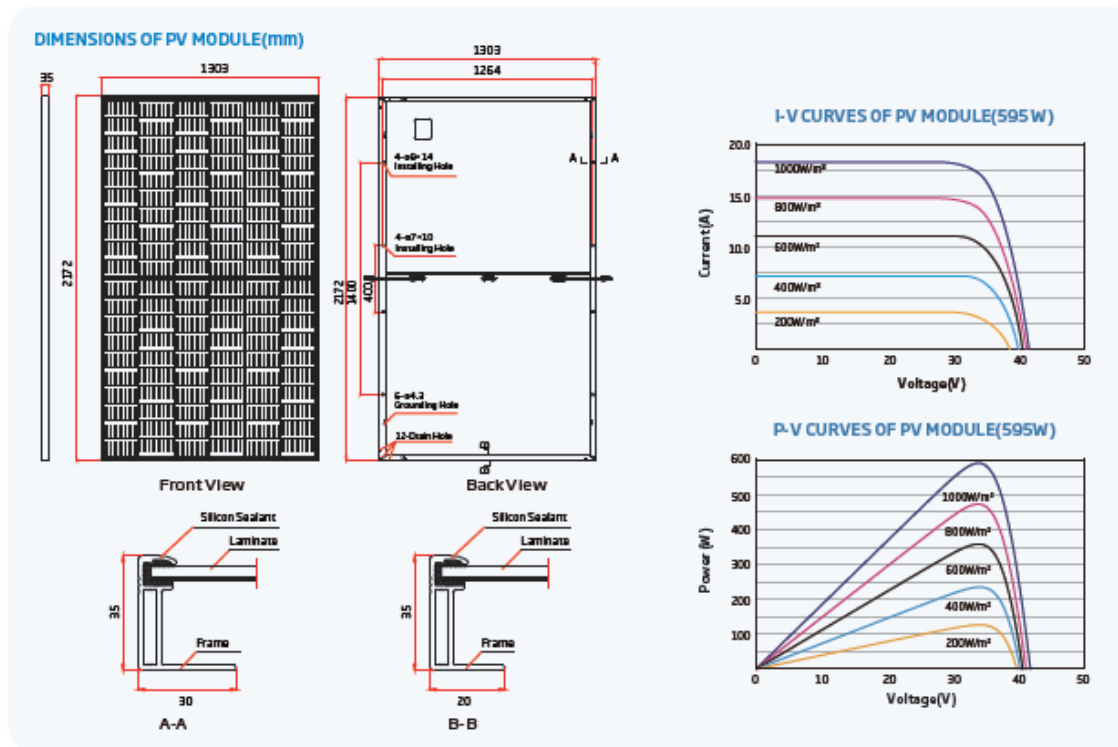 DIMENSIONS OF PV MODULE(mm)
35
1303
2172
Front View
1303
1264
A
A
4-ø9×14
Installing Hole
4-ø7×10
Installing Hole
2172
1400
400
6-ø4.3
Grounding Hole
12-Drain Hole
B
B
Back View
Silicon Sealant
Laminate
35
Frame
30
A-A
Silicon Sealant
Laminate
35
Frame
20
B-B
I-V CURVES OF PV MODULE(595W)
20.0
15.0
10.0
5.0
Current(A)
1000W/m²
800W/m²
600W/m²
400W/m²
200W/m²
0
10
20
30
40
50
Voltage(V)
P-V CURVES OF PV MODULE(595W)
600
500
400
300
200
100
Power(W)
1000W/m²
800W/m²
600W/m²
400W/m²
200W/m²
0
10
20
30
40
50
Voltage(V)